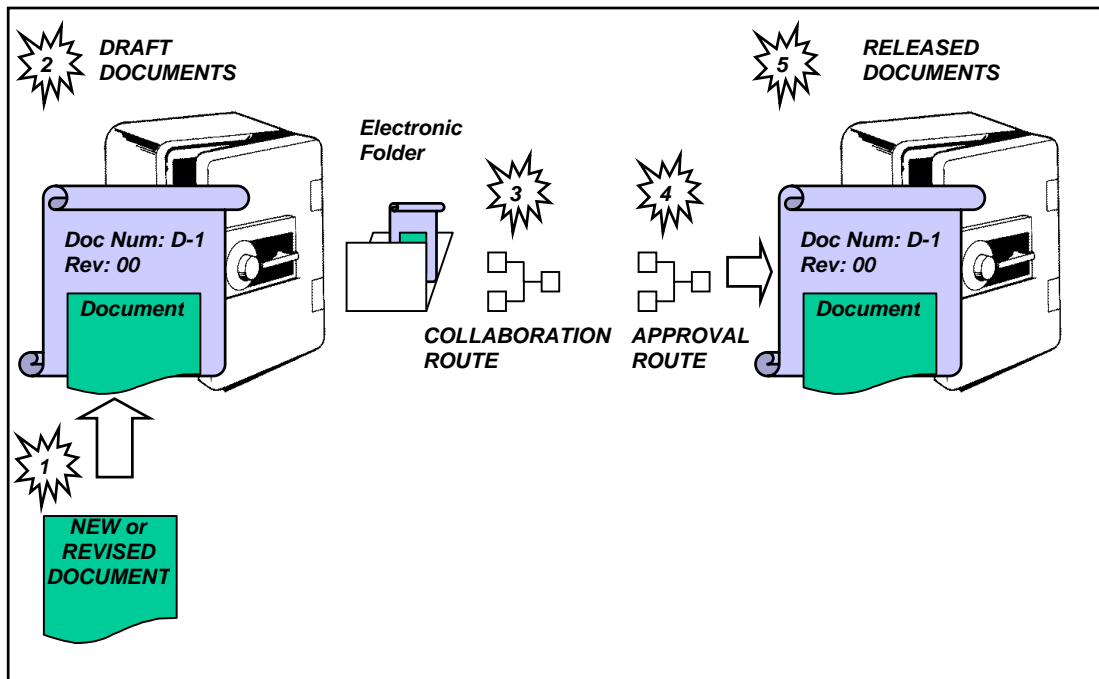 2
DRAFT
DOCUMENTS
Doc Num: D-1
Rev: 00
Document
1
NEW or
REVISED
DOCUMENT
Electronic
Folder
3
COLLABORATION
ROUTE
4
APPROVAL
ROUTE
5
RELEASED
DOCUMENTS
Doc Num: D-1
Rev: 00
Document